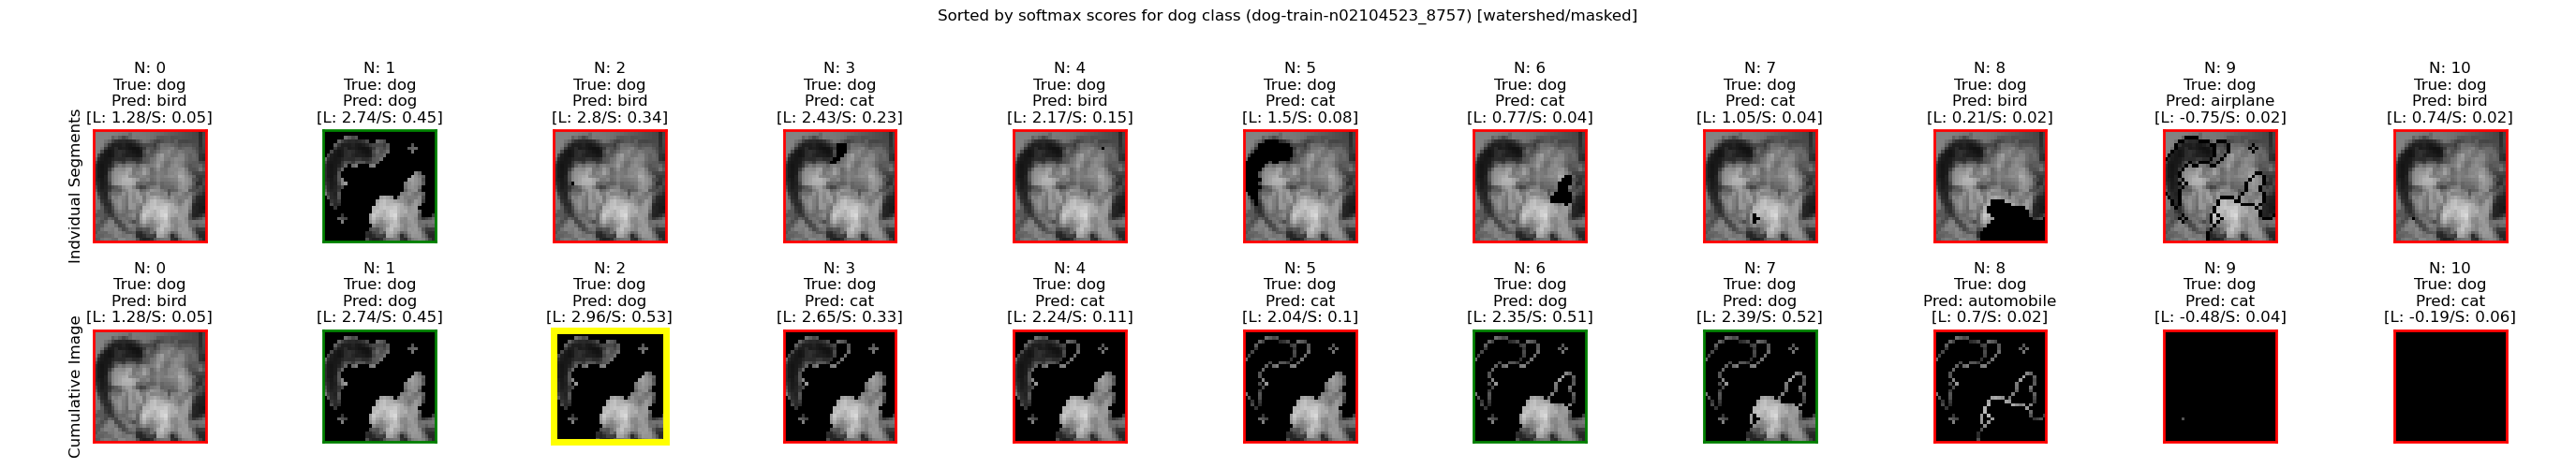 Sorted by softmax scores for dog class (dog-train-n02104523_8757) [watershed/masked]
Indvidual Segments
N: 0
True: dog
Pred: bird
[L: 1.28/S: 0.05]
N: 1
True: dog
Pred: dog
[L: 2.74/S: 0.45]
N: 2
True: dog
Pred: bird
[L: 2.8/S: 0.34]
N: 3
True: dog
Pred: cat
[L: 2.43/S: 0.23]
N: 4
True: dog
Pred: bird
[L: 2.17/S: 0.15]
N: 5
True: dog
Pred: cat
[L: 1.5/S: 0.08]
N: 6
True: dog
Pred: cat
[L: 0.77/S: 0.04]
N: 7
True: dog
Pred: cat
[L: 1.05/S: 0.04]
N: 8
True: dog
Pred: bird
[L: 0.21/S: 0.02]
N: 9
True: dog
Pred: airplane
[L: -0.75/S: 0.02]
N: 10
True: dog
Pred: bird
[L: 0.74/S: 0.02]
Cumulative Image
N: 0
True: dog
Pred: bird
[L: 1.28/S: 0.05]
N: 1
True: dog
Pred: dog
[L: 2.74/S: 0.45]
N: 2
True: dog
Pred: dog
[L: 2.96/S: 0.53]
N: 3
True: dog
Pred: cat
[L: 2.65/S: 0.33]
N: 4
True: dog
Pred: cat
[L: 2.24/S: 0.11]
N: 5
True: dog
Pred: cat
[L: 2.04/S: 0.1]
N: 6
True: dog
Pred: dog
[L: 2.35/S: 0.51]
N: 7
True: dog
Pred: dog
[L: 2.39/S: 0.52]
N: 8
True: dog
Pred: automobile
[L: 0.7/S: 0.02]
N: 9
True: dog
Pred: cat
[L: -0.48/S: 0.04]
N: 10
True: dog
Pred: cat
[L: -0.19/S: 0.06]